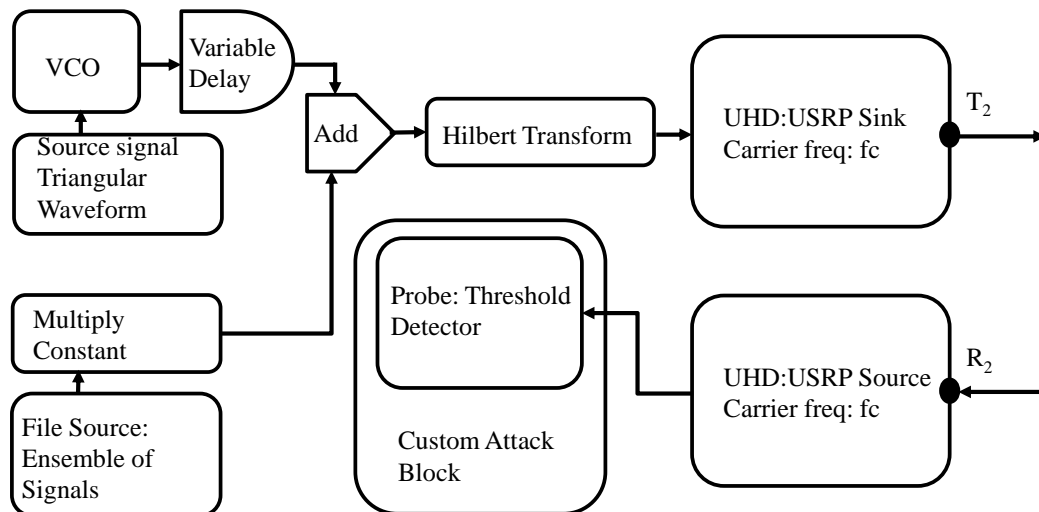 VCO
Variable
Delay
Source signal
Triangular
Waveform
Add
Hilbert Transform
UHD:USRP Sink
Carrier freq: fc
T2
Multiply
Constant
File Source:
Ensemble of
Signals
Probe: Threshold
Detector
Custom Attack
Block
UHD:USRP Source
Carrier freq: fc
R2